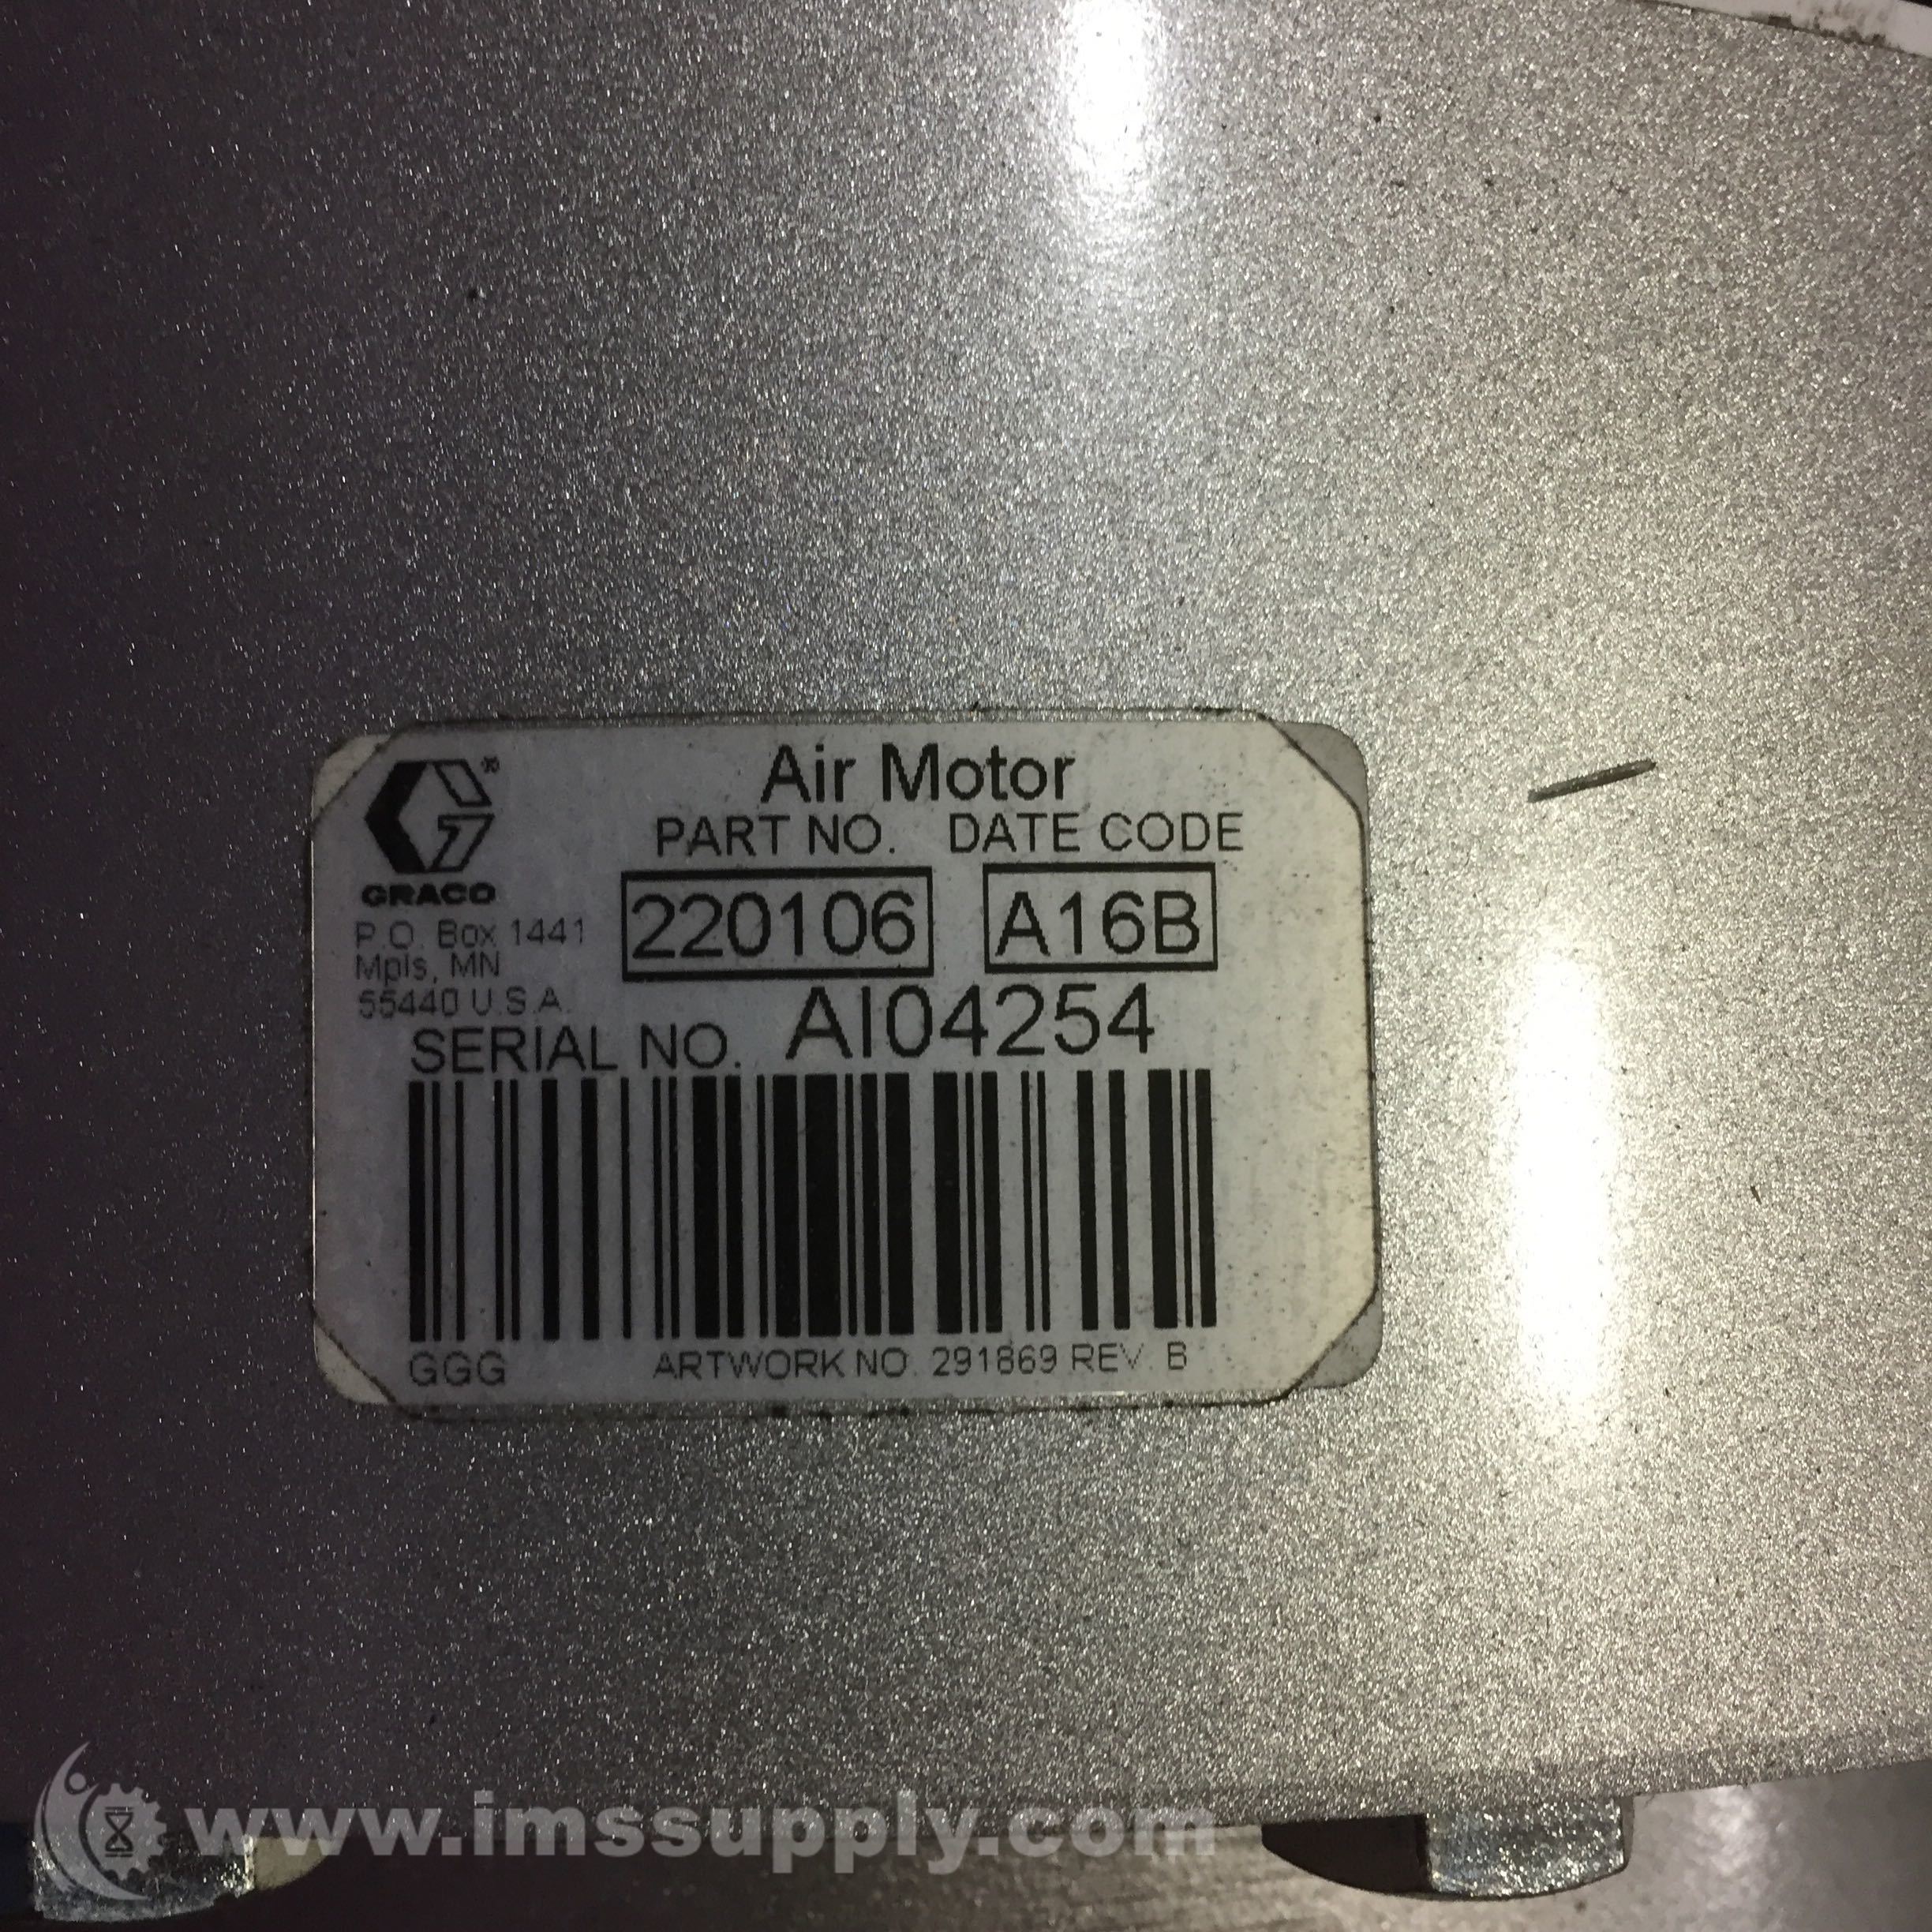 Air Motor
PART NO. DATE CODE
GRACO
220106 A16B
P.O. Box 1441
Mpls, MN
55440 U.S.A.
SERIAL NO. AI04254
GGG ARTWORK NO. 291869 REV. B
www.imssupply.com